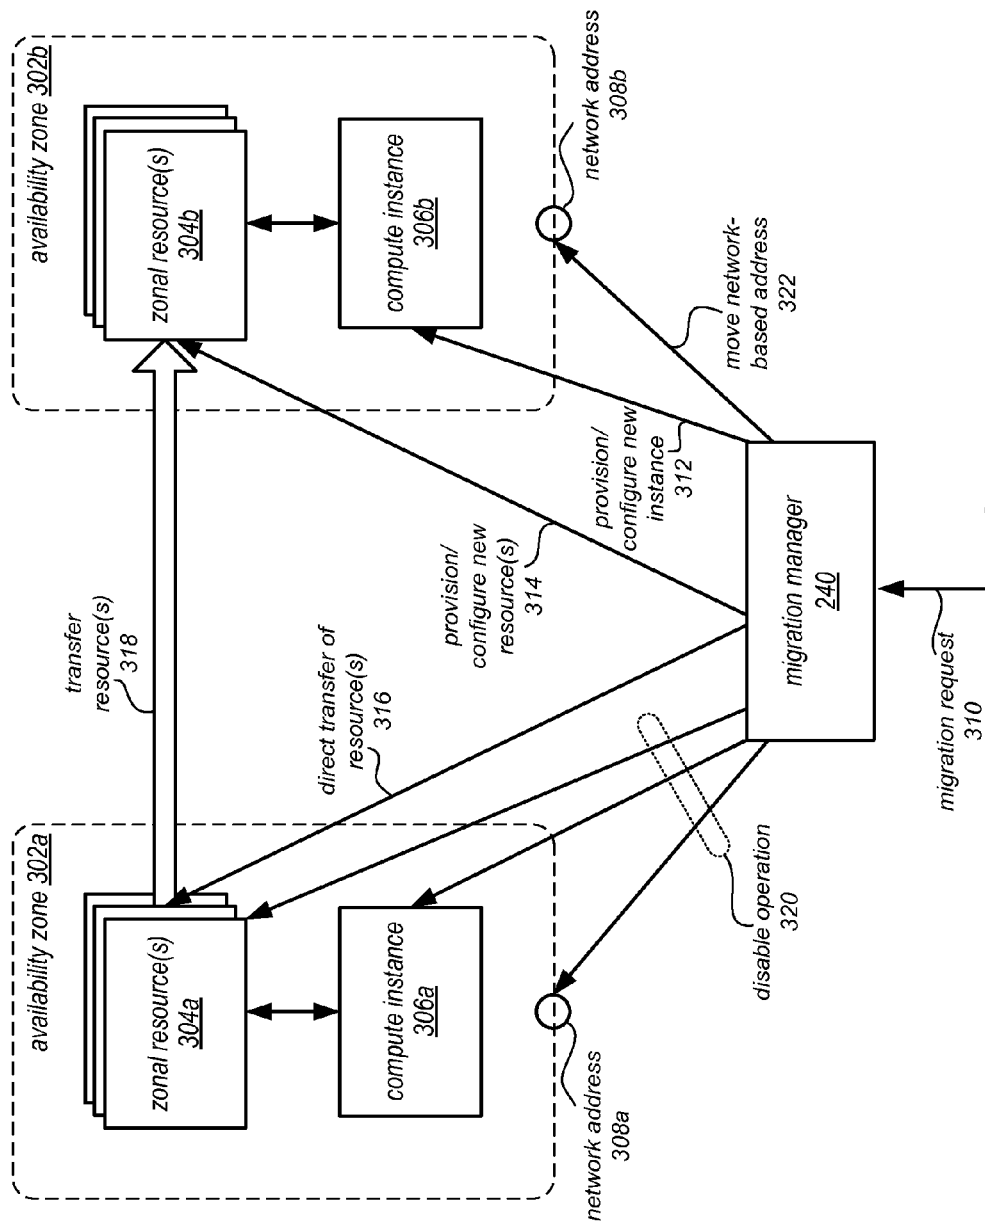 availability zone 302a
zonal resource(s)
304a
compute instance
306a
network address
308a
transfer
resource(s)
318
direct transfer of
resource(s)
316
disable operation
320
availability zone 302b
zonal resource(s)
304b
compute instance
306b
network address
308b
provision/
configure new
resource(s)
314
provision/
configure new
instance
312
move network-
based address
322
migration manager
240
migration request
310